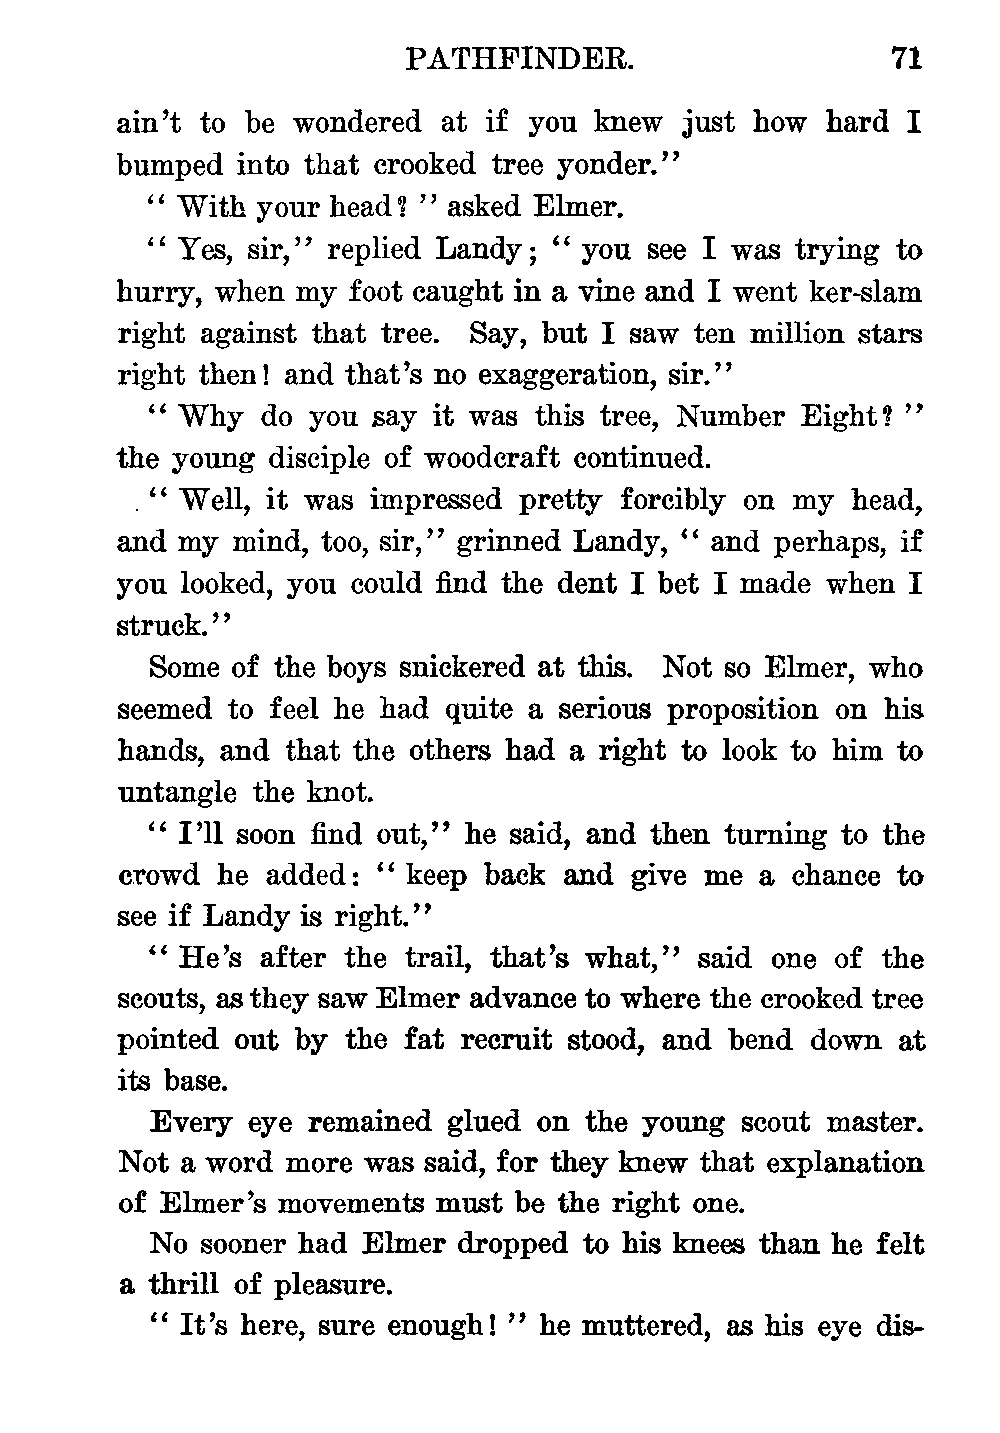 PATHFINDER. 71
ain't to be wondered at if you knew just how hard I
bumped into that crooked tree yonder."
" With your head? " asked Elmer.
" Yes, sir," replied Landy; " you see I was trying to
hurry, when my foot caught in a vine and I went ker-slam
right against that tree. Say, but I saw ten million stars
right then! and that's no exaggeration, sir."
" Why do you say it was this tree, Number Eight? "
the young disciple of woodcraft continued.
" Well, it was impressed pretty forcibly on my head,
and my mind, too, sir," grinned Landy, " and perhaps, if
you looked, you could find the dent I bet I made when I
struck."
Some of the boys snickered at this. Not so Elmer, who
seemed to feel he had quite a serious proposition on his
hands, and that the others had a right to look to him to
untangle the knot.
" I'll soon find out," he said, and then turning to the
crowd he added: " keep back and give me a chance to
see if Landy is right."
" He's after the trail, that's what," said one of the
scouts, as they saw Elmer advance to where the crooked tree
pointed out by the fat recruit stood, and bend down at
its base.
Every eye remained glued on the young scout master.
Not a word more was said, for they knew that explanation
of Elmer's movements must be the right one.
No sooner had Elmer dropped to his knees than he felt
a thrill of pleasure.
" It's here, sure enough! " he muttered, as his eye dis-